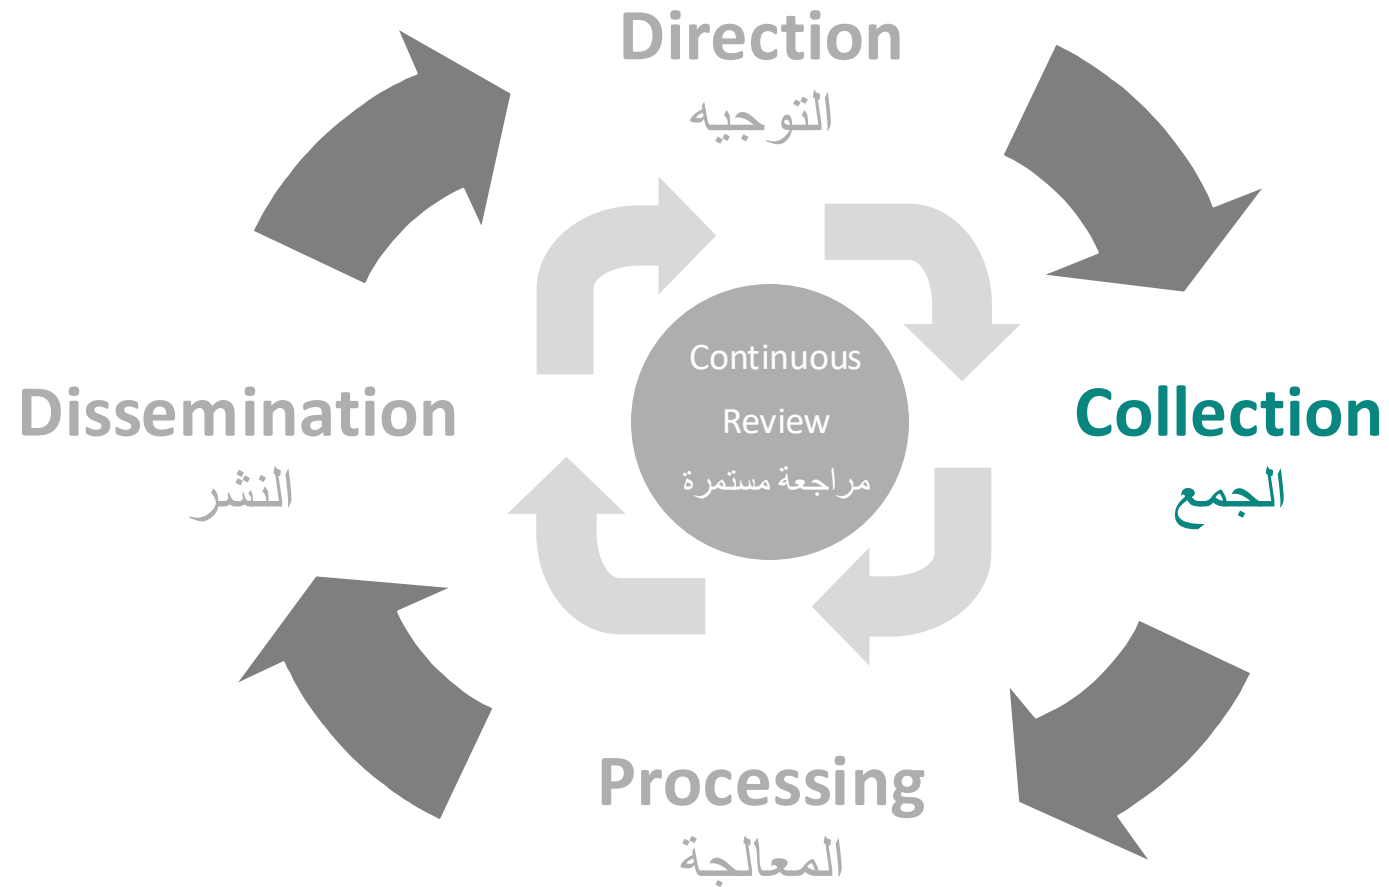 Direction
التوجيه
Continuous
Review
مراجعة مستمرة
Dissemination
النشر
Collection
الجمع
Processing
المعالجة